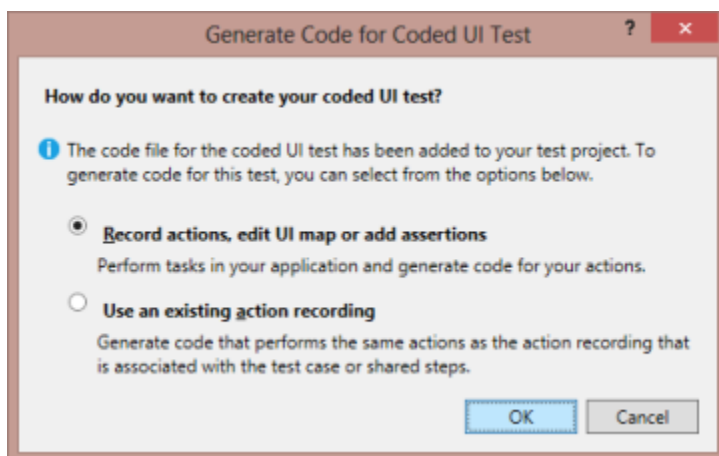 Generate Code for Coded UI Test
?
×
How do you want to create your coded UI test?
The code file for the coded UI test has been added to your test project. To
generate code for this test, you can select from the options below.
Record actions, edit UI map or add assertions
Perform tasks in your application and generate code for your actions.
Use an existing action recording
Generate code that performs the same actions as the action recording that
is associated with the test case or shared steps.
OK
Cancel